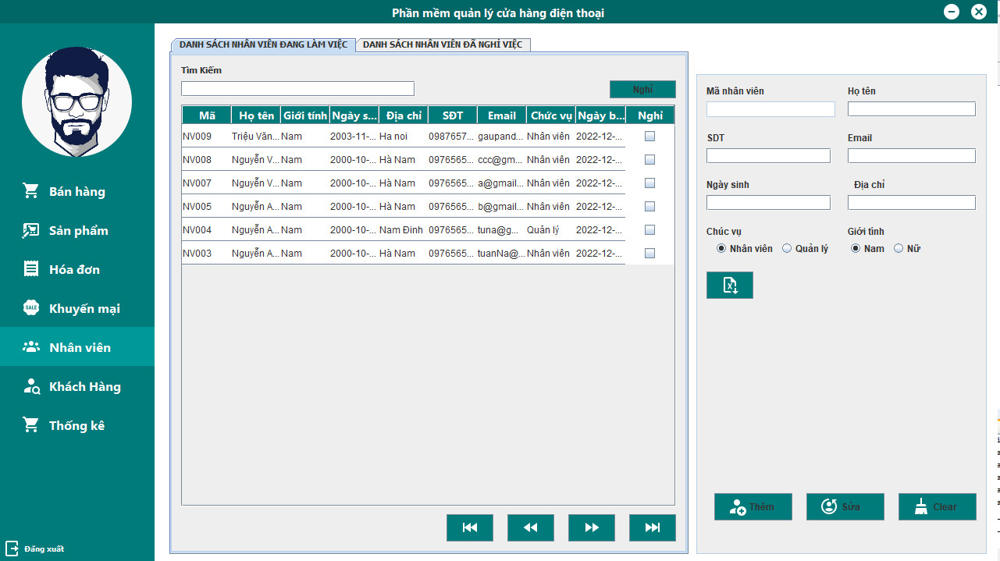 Phần mềm quản lý cửa hàng điện thoại
Bán hàng
Sản phẩm
Hóa đơn
SALE
Khuyến mại
Nhân viên
Khách Hàng
Thống kê
Đăng xuất
DANH SÁCH NHÂN VIÊN ĐANG LÀM VIỆC DANH SÁCH NHÂN VIÊN ĐÃ NGHỈ VIỆC
Tìm Kiếm
Nghỉ
Mã Họ tên Giới tính Ngày s... Địa chỉ SĐT Email Chức vụ Ngày b... Nghỉ
NV009 Triệu Văn... Nam 2003-11-... Ha noi 0987657... gaupand... Nhân viên 2022-12-...
NV008 Nguyễn V... Nam 2000-10-... Hà Nam 0976565... ccc@gm... Nhân viên 2022-12-...
NV007 Nguyễn V... Nam 2000-10-... Hà Nam 0976565... a@gmail... Nhân viên 2022-12-...
NV005 Nguyễn A... Nam 2000-10-... Hà Nam 0976565... b@gmail... Nhân viên 2022-12-...
NV004 Nguyễn A... Nam 2000-10-... Nam Đinh 0976565... tuna@g... Quản lý 2022-12-...
NV003 Nguyễn A... Nam 2000-10-... Hà Nam 0976565... tuanNa@... Nhân viên 2022-12-...
Mã nhân viên Họ tên
SDT Email
Ngày sinh Địa chỉ
Chúc vụ Giới tính
Nhân viên Quản lý Nam Nữ
X
Thêm Sửa Clear